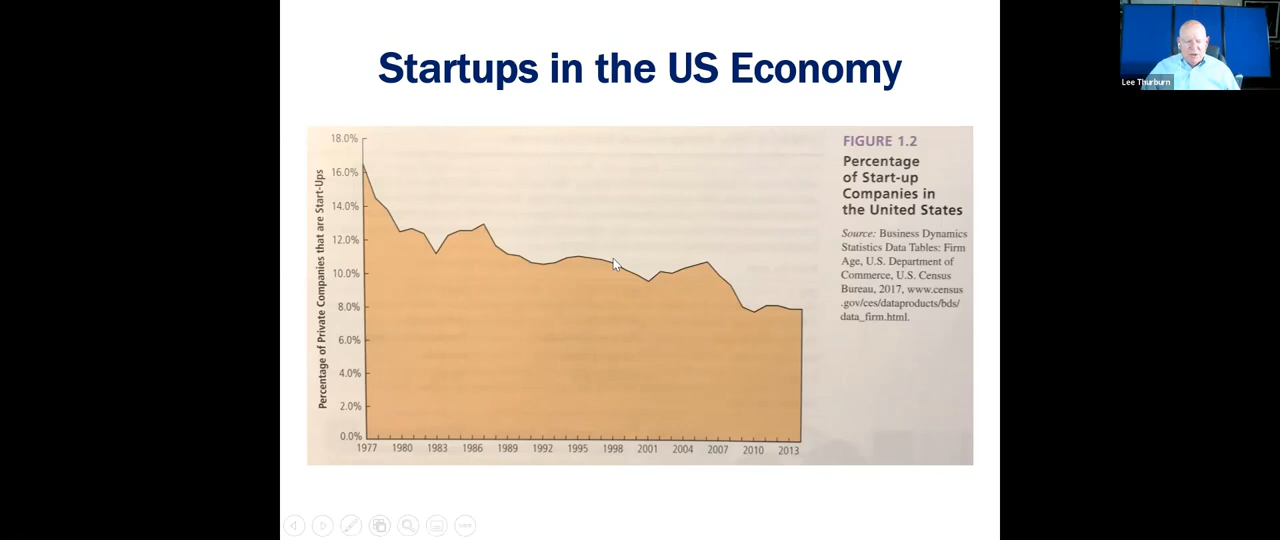 Startups in the US Economy
Lee Thurburn
FIGURE 1.2
Percentage
of Start-up
Companies in
the United States
Source: Business Dynamics
Statistics Data Tables: Firm
Age, U.S. Department of
Commerce, U.S. Census
Bureau, 2017, www.census
.gov/ces/dataproducts/bds/
data_firm.html.
Percentage of Private Companies that are Start-Ups
18.0%
16.0%
14.0%
12.0%
10.0%
8.0%
6.0%
4.0%
2.0%
0.0%
1977 1980 1983 1986 1989 1992 1995 1998 2001 2004 2007 2010 2013